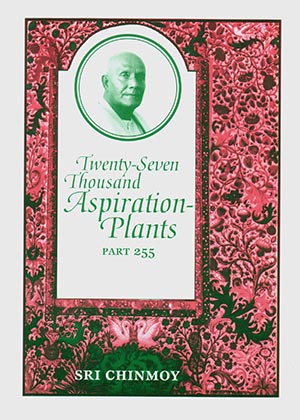 Twenty-Seven
Thousand
Aspiration-
Plants
PART 255
SRI CHINMOY